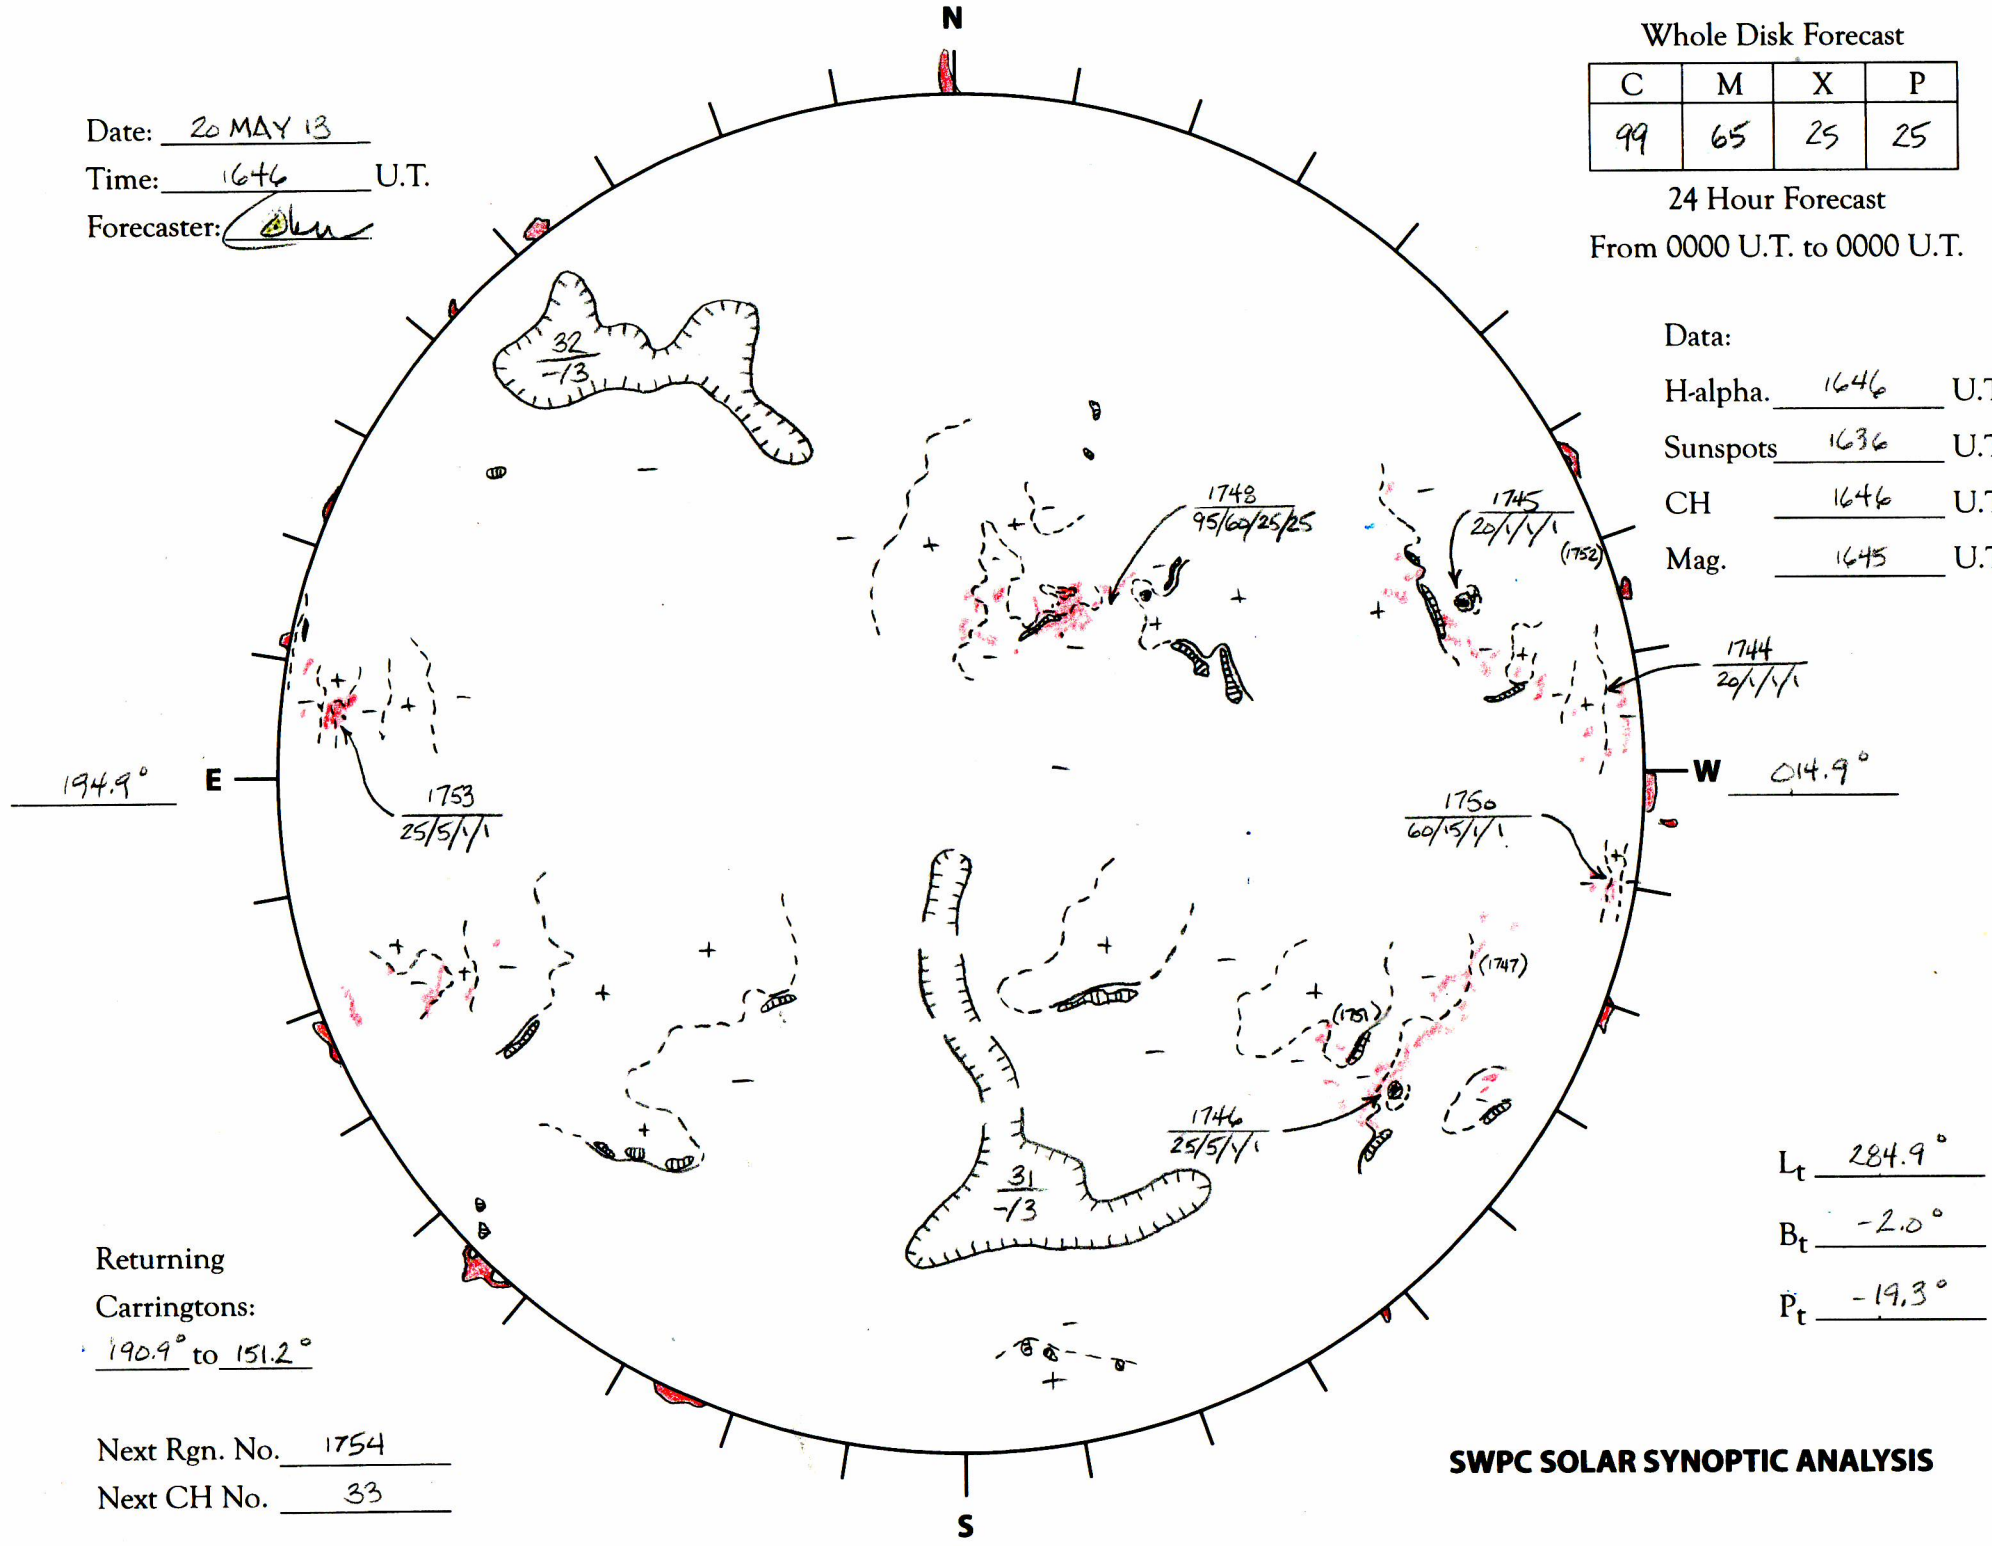 N
Whole Disk Forecast
C M X P
99 65 25 25
24 Hour Forecast
From 0000 U.T. to 0000 U.T.
Date: 20 MAY 13
Time: 1646 U.T.
Forecaster:
Data:
H-alpha. 1646 U.T
Sunspots 1636 U.T
CH 1646 U.T
Mag. 1645 U.T
32
-/3
1748
95/60/25/25
1745
20/1/1/1
(1752)
1744
20/1/1/1
194.9° E
W 014.9°
1753
25/5/1/1
1750
60/15/1/1
(1747)
(1751)
1746
25/5/1/1
31
-/3
Lt 284.9°
Bt -2.0°
Pt -19.3°
Returning
Carringtons:
190.9° to 151.2°
Next Rgn. No. 1754
Next CH No. 33
SWPC SOLAR SYNOPTIC ANALYSIS
S